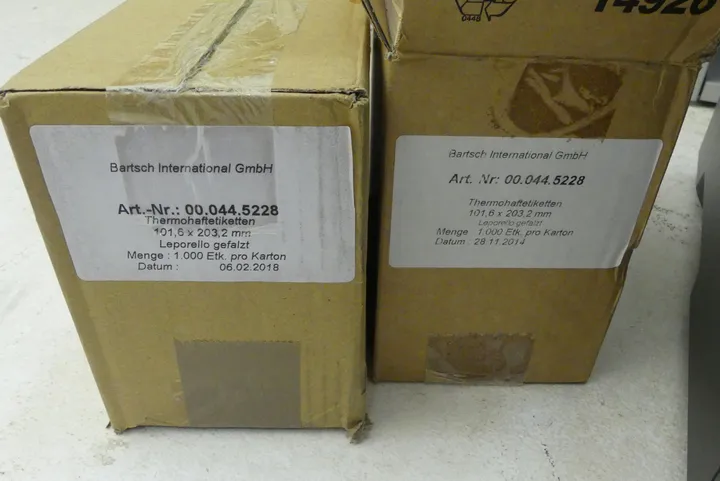 0448
14926
Bartsch International GmbH
Art.-Nr.: 00.044.5228
Thermohaftetiketten
101,6 x 203,2 mm
Leporello gefalzt
Menge : 1.000 Etk. pro Karton
Datum : 06.02.2018
Bartsch International GmbH
Art. Nr: 00.044.5228
Thermohaftetiketten
101,6 x 203,2 mm
Leporello gefalzt
Menge : 1.000 Etk. pro Karton
Datum : 28.11.2014